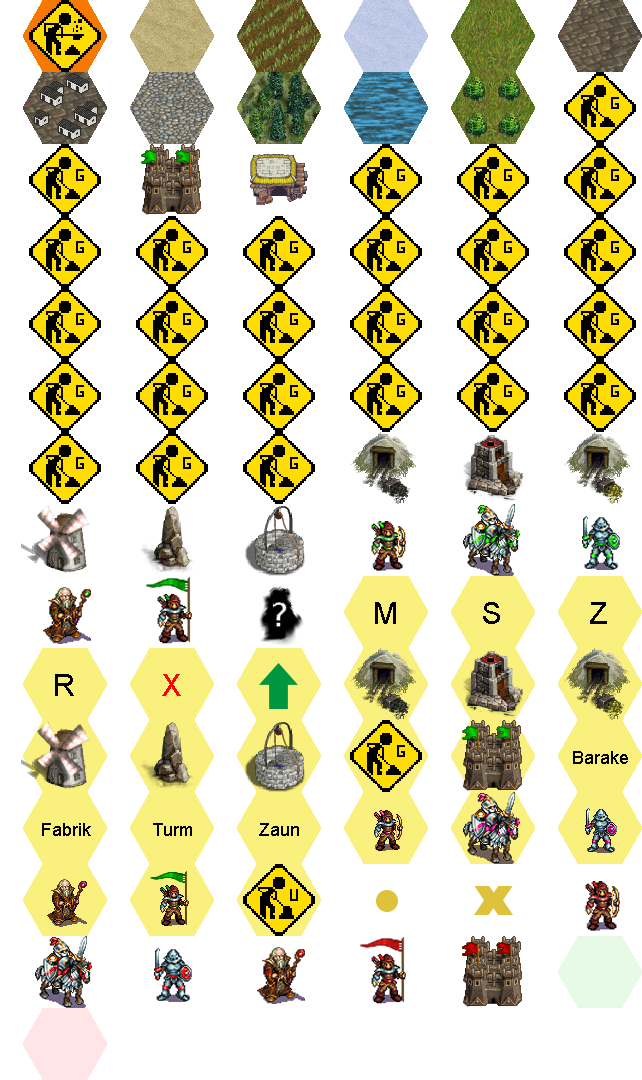 G
G G G G
G G G G G G
G G G G G G
G G G G G G
G G G
? M S Z
R X
G Barake
Fabrik Turm Zaun
U